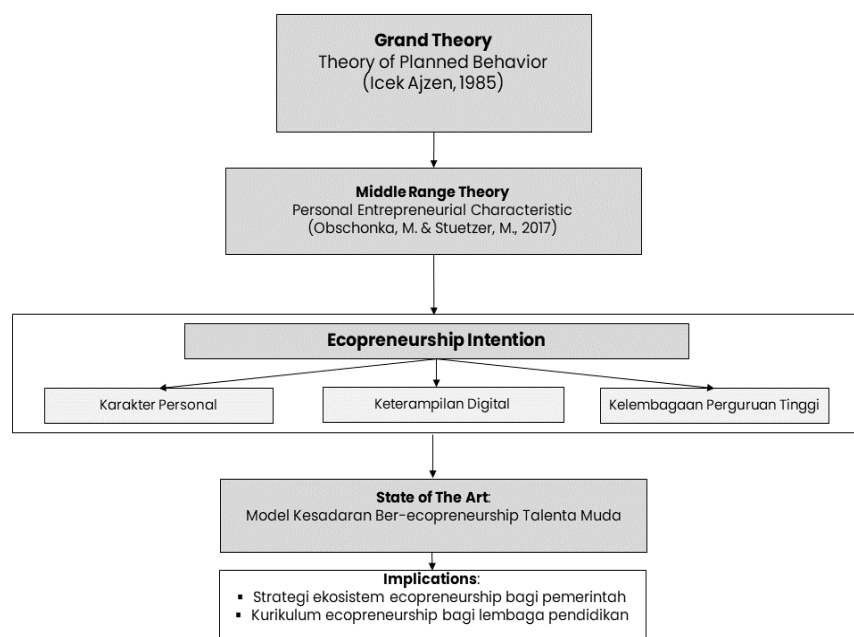 Grand Theory
Theory of Planned Behavior
(Icek Ajzen, 1985)
Middle Range Theory
Personal Entrepreneurial Characteristic
(Obschonka, M. & Stuetzer, M., 2017)
Ecopreneurship Intention
Karakter Personal
Keterampilan Digital
Kelembagaan Perguruan Tinggi
State of The Art:
Model Kesadaran Ber-ecopreneurship Talenta Muda
Implications:
▪ Strategi ekosistem ecopreneurship bagi pemerintah
▪ Kurikulum ecopreneurship bagi lembaga pendidikan